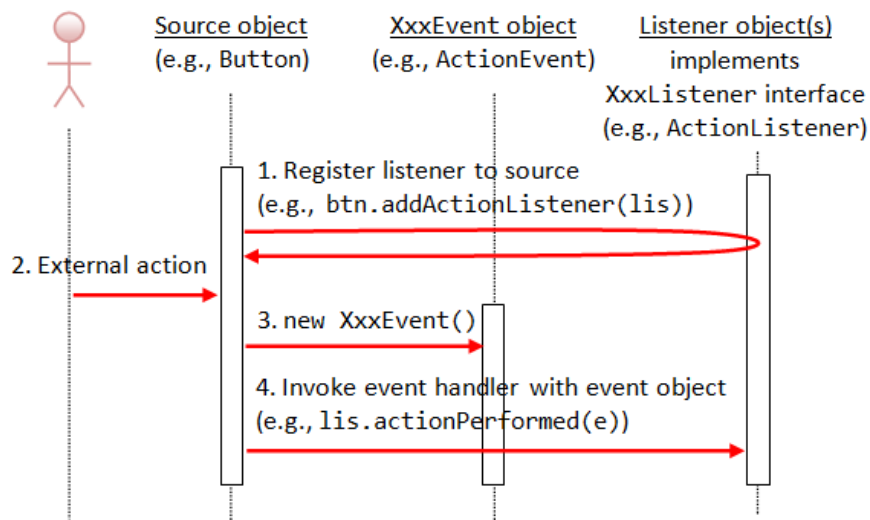 Source object
(e.g., Button)
XxxEvent object
(e.g., ActionEvent)
Listener object(s)
implements
XxxListener interface
(e.g., ActionListener)
1. Register listener to source
(e.g., btn.addActionListener(lis))
2. External action
3. new XxxEvent()
4. Invoke event handler with event object
(e.g., lis.actionPerformed(e))